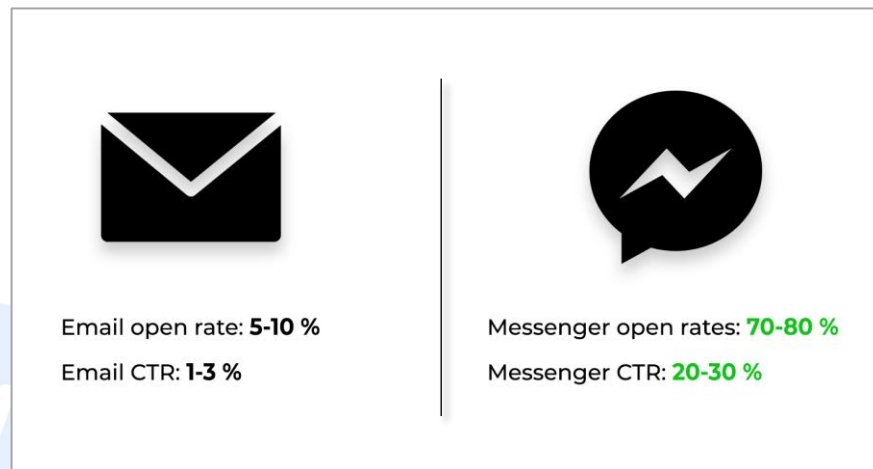 Email open rate: 5-10 %
Email CTR: 1-3 %
Messenger open rates: 70-80 %
Messenger CTR: 20-30 %